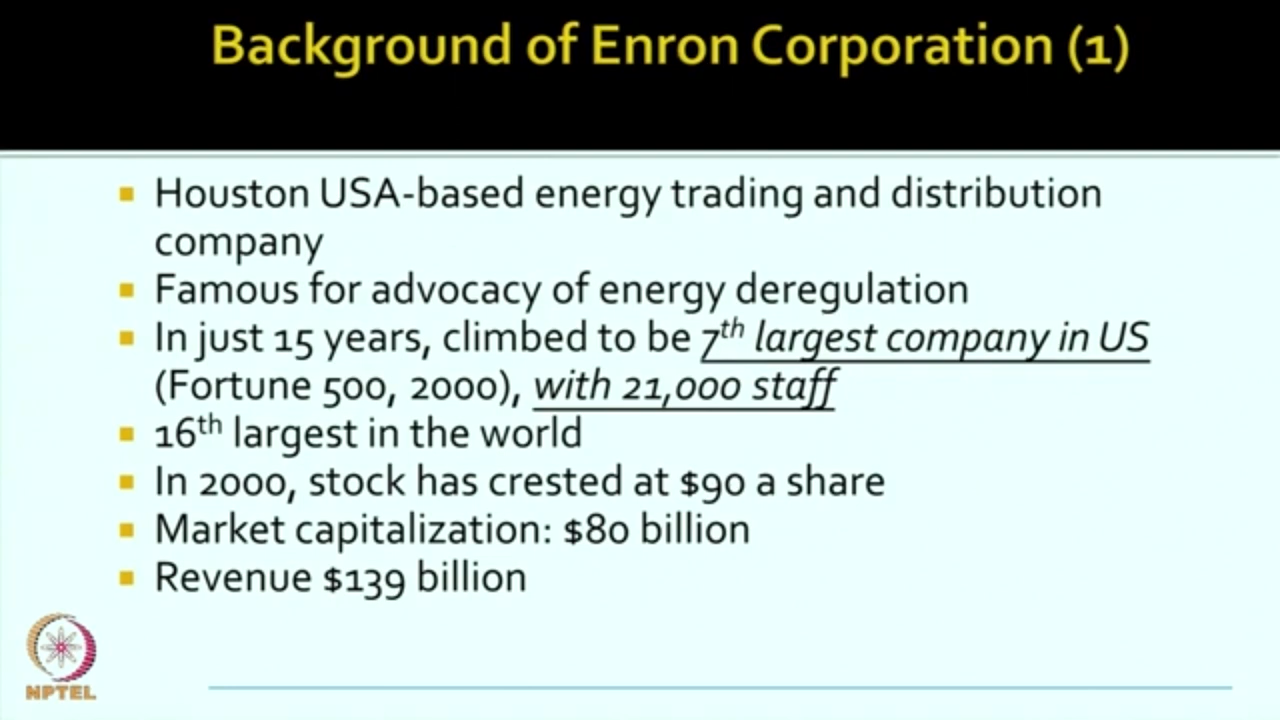 Background of Enron Corporation (1)
Houston USA-based energy trading and distribution
company
Famous for advocacy of energy deregulation
In just 15 years, climbed to be 7th largest company in US
(Fortune 500, 2000), with 21,000 staff
16th largest in the world
In 2000, stock has crested at $90 a share
Market capitalization: $80 billion
Revenue $139 billion
NPTEL